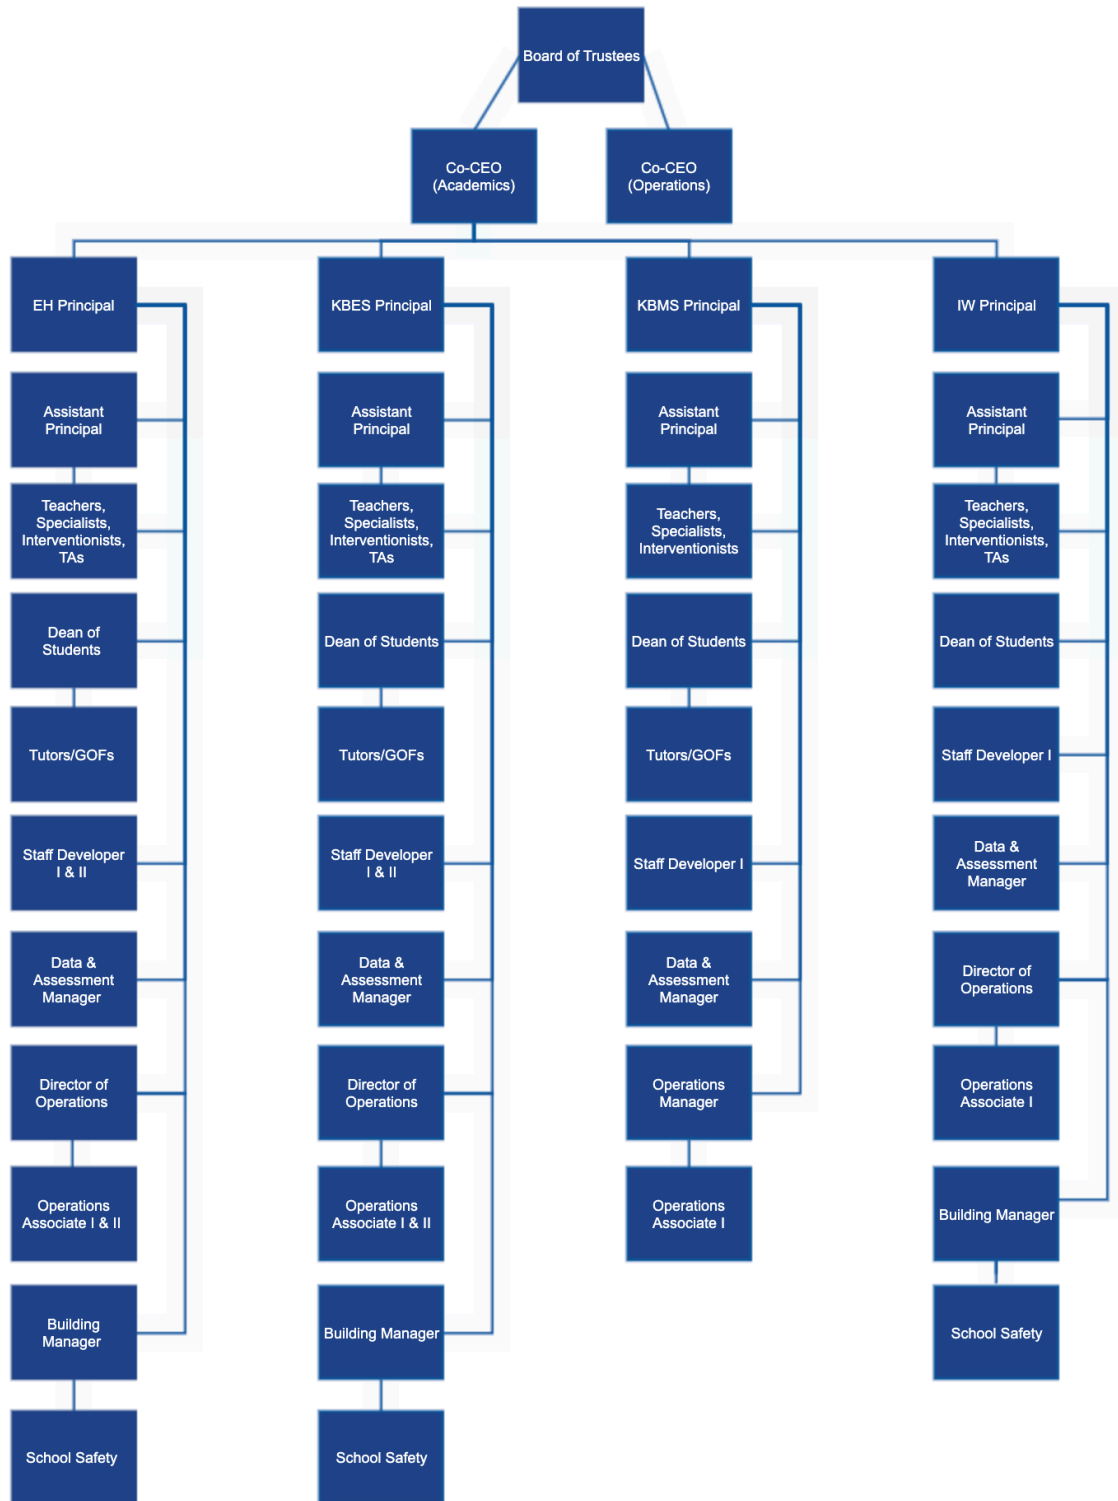 Board of Trustees
Co-CEO
(Academics)
Co-CEO
(Operations)
EH Principal
KBES Principal
KBMS Principal
IW Principal
Assistant
Principal
Assistant
Principal
Assistant
Principal
Assistant
Principal
Teachers,
Specialists,
Interventionists,
TAs
Teachers,
Specialists,
Interventionists,
TAs
Teachers,
Specialists,
Interventionists
Teachers,
Specialists,
Interventionists,
TAs
Dean of
Students
Dean of Students
Dean of Students
Dean of Students
Tutors/GOFs
Tutors/GOFs
Tutors/GOFs
Staff Developer I
Staff Developer
I & II
Staff Developer
I & II
Staff Developer I
Data &
Assessment
Manager
Data &
Assessment
Manager
Data &
Assessment
Manager
Data &
Assessment
Manager
Director of
Operations
Director of
Operations
Director of
Operations
Operations
Manager
Operations
Associate I
Operations
Associate I & II
Operations
Associate I & II
Operations
Associate I
Building Manager
Building
Manager
Building Manager
School Safety
School Safety
School Safety